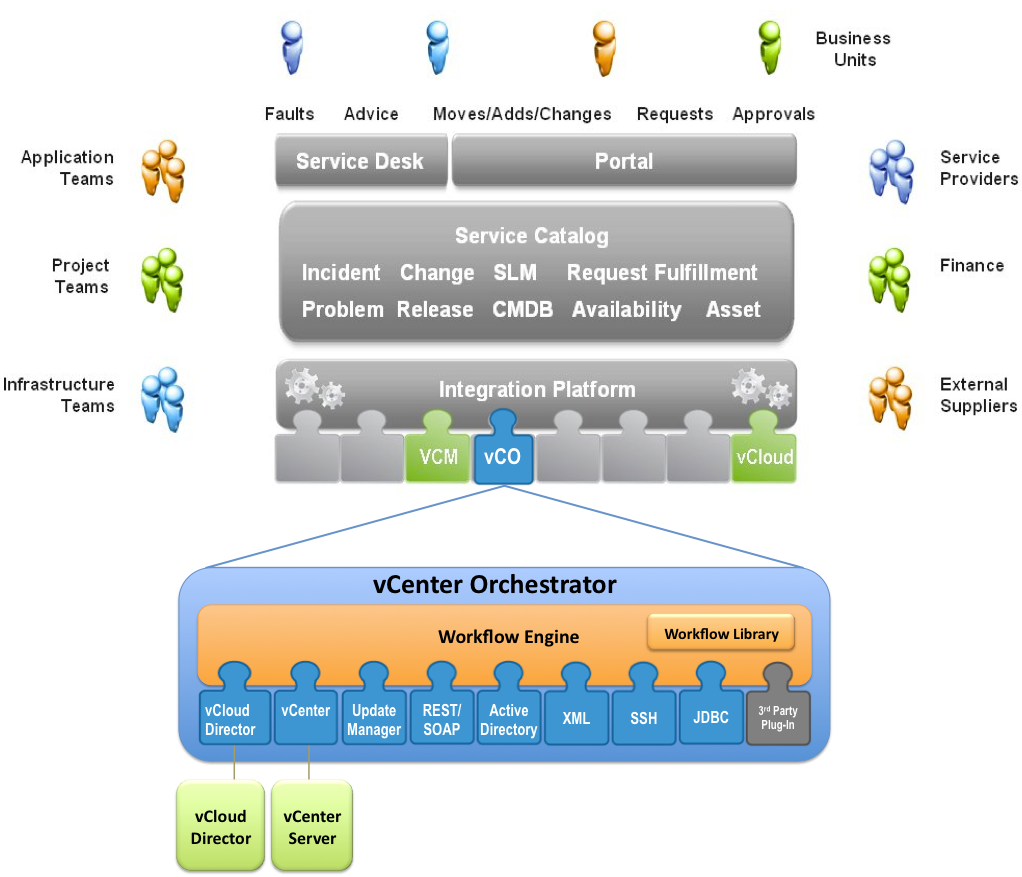 Business
Units
Faults Advice Moves/Adds/Changes Requests Approvals
Application
Teams
Service Desk
Portal
Service
Providers
Service Catalog
Incident Change SLM Request Fulfillment
Problem Release CMDB Availability Asset
Project
Teams
Finance
Infrastructure
Teams
Integration Platform
External
Suppliers
VCM
vCO
vCloud
vCenter Orchestrator
Workflow Engine
Workflow Library
vCloud
Director
vCenter
Update
Manager
REST/
SOAP
Active
Directory
XML
SSH
JDBC
3rd Party
Plug-In
vCloud
Director
vCenter
Server